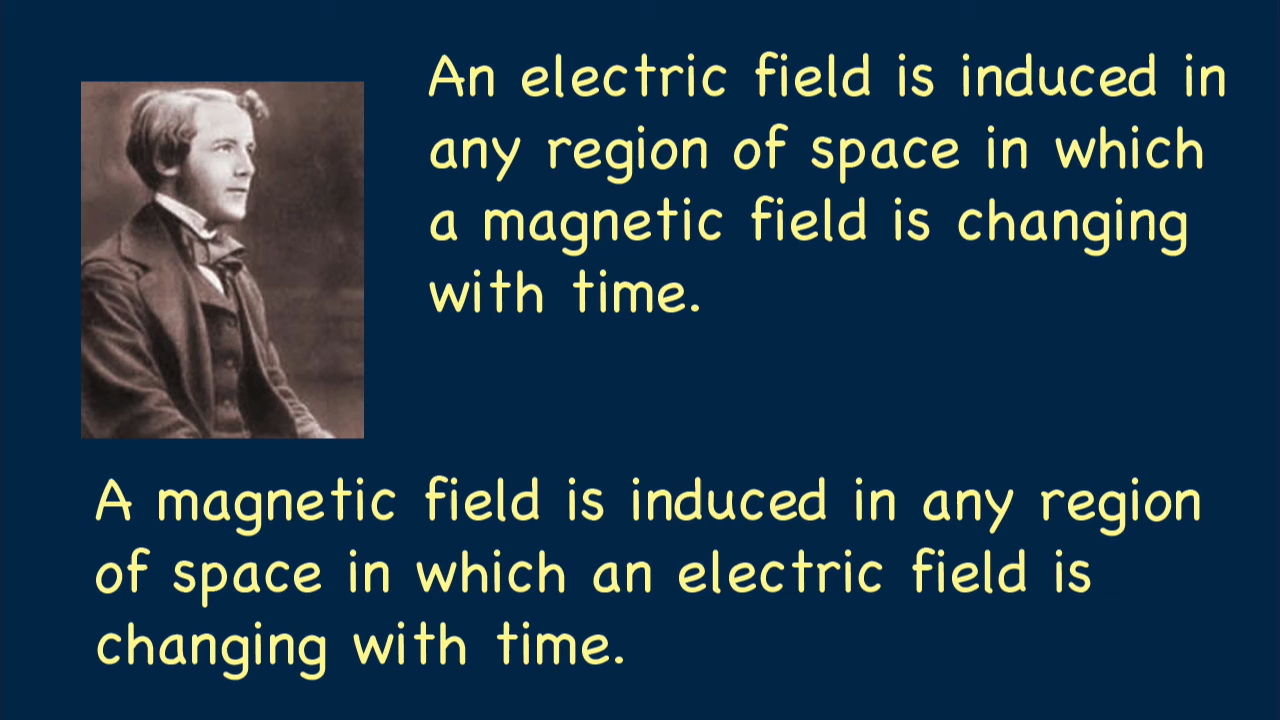 An electric field is induced in
any region of space in which
a magnetic field is changing
with time.
A magnetic field is induced in any region
of space in which an electric field is
changing with time.